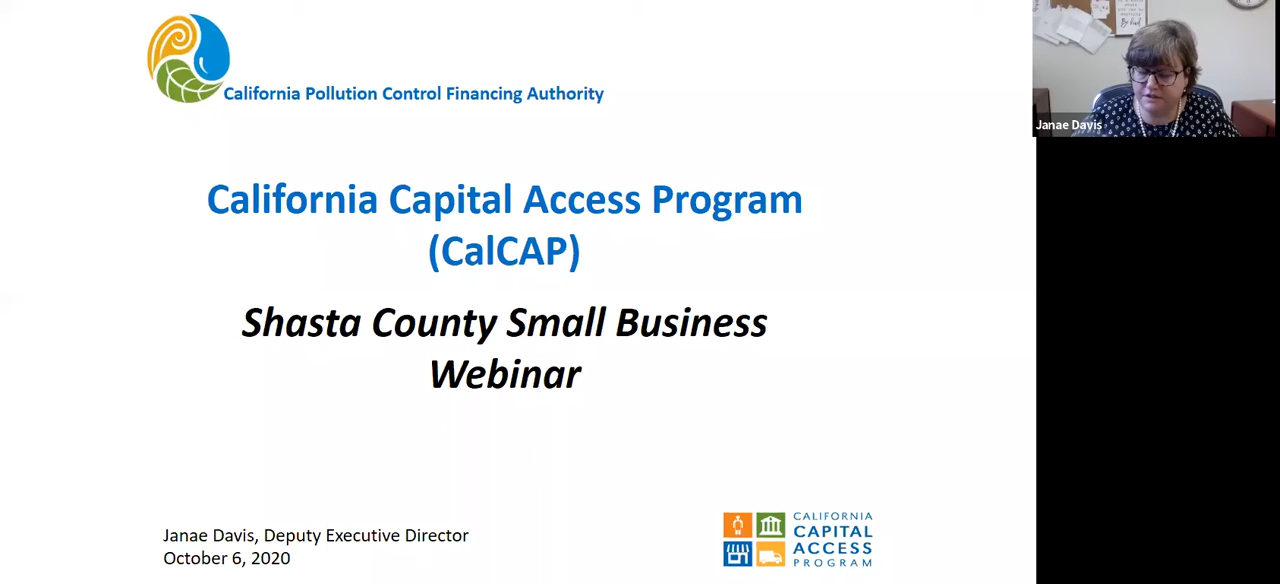 California Pollution Control Financing Authority
Janae Davis
California Capital Access Program
(CalCAP)
Shasta County Small Business
Webinar
Janae Davis, Deputy Executive Director
October 6, 2020
CALIFORNIA
CAPITAL
ACCESS
PROGRAM